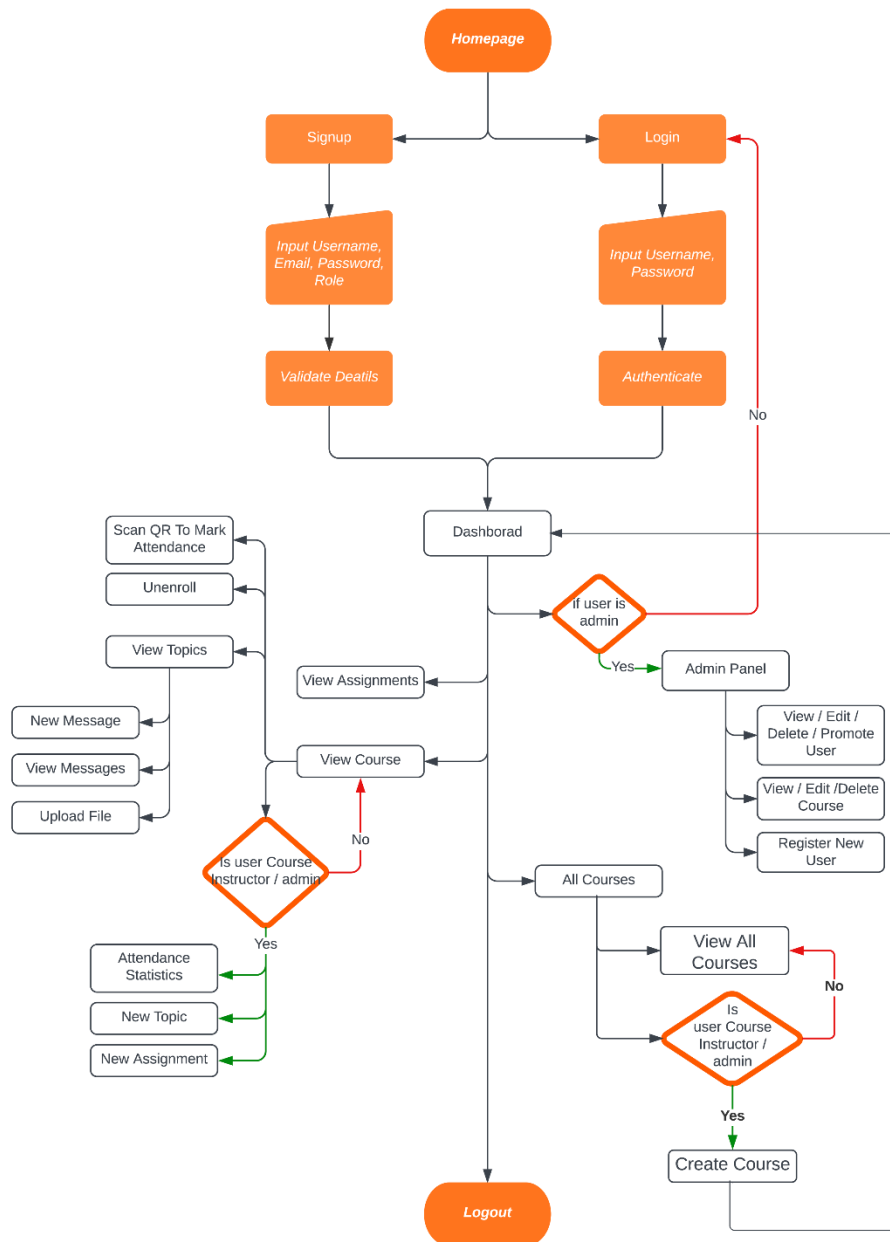 Homepage
Signup
Login
Input Username,
Email, Password,
Role
Input Username,
Password
Validate Deatils
Authenticate
No
Dashborad
Scan QR To Mark
Attendance
Unenroll
View Topics
New Message
View Messages
Upload File
View Assignments
View Course
if user is
admin
Yes
Admin Panel
View / Edit /
Delete / Promote
User
View / Edit /Delete
Course
Register New
User
No
Is user Course
Instructor / admin
Yes
Attendance
Statistics
New Topic
New Assignment
All Courses
View All
Courses
No
Is
user Course
Instructor /
admin
Yes
Create Course
Logout